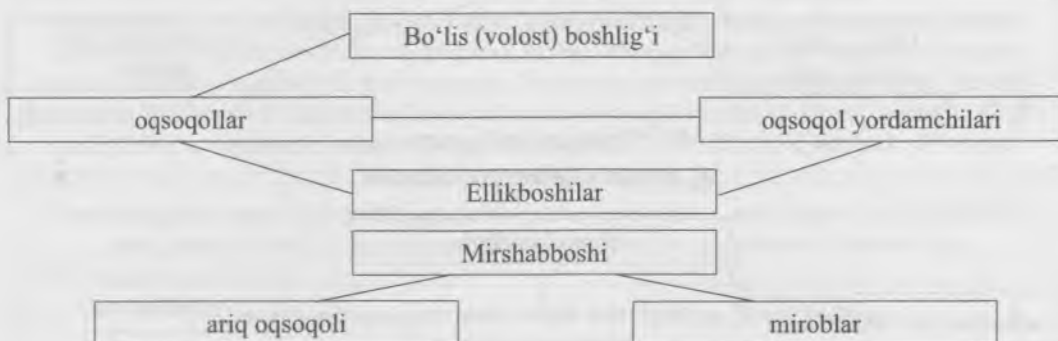 Bo‘lis (volost) boshlig‘i
oqsoqollar
oqsoqol yordamchilari
Ellikboshilar
Mirshabboshi
ariq oqsoqoli
miroblar